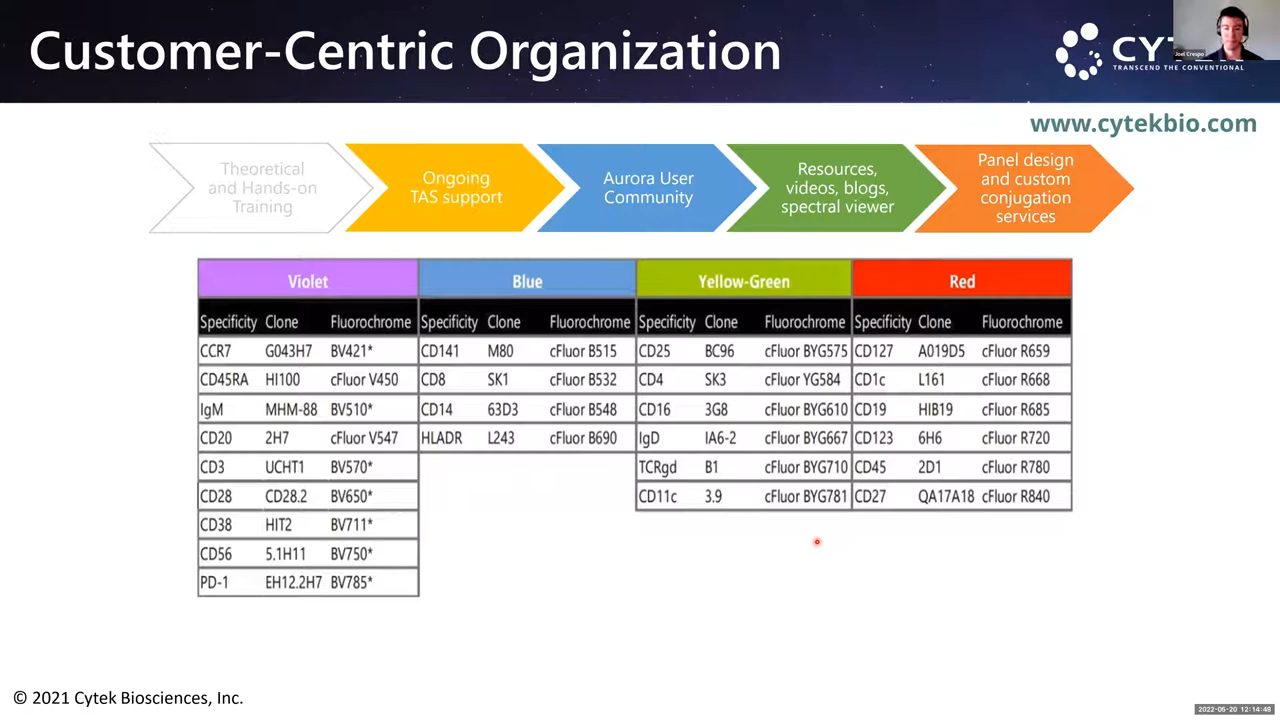 Customer-Centric Organization
TRANSCEND THE CONVENTIONAL
Joel Crespo
www.cytekbio.com
Theoretical
and Hands-on
Training
Ongoing
TAS support
Aurora User
Community
Resources,
videos, blogs,
spectral viewer
Panel design
and custom
conjugation
services
Violet Blue Yellow-Green Red
Specificity Clone Fluorochrome Specificity Clone Fluorochrome Specificity Clone Fluorochrome Specificity Clone Fluorochrome
CCR7 G043H7 BV421* CD141 M80 cFluor B515 CD25 BC96 cFluor BYG575 CD127 A019D5 cFluor R659
CD45RA HI100 cFluor V450 CD8 SK1 cFluor B532 CD4 SK3 cFluor YG584 CD1c L161 cFluor R668
IgM MHM-88 BV510* CD14 63D3 cFluor B548 CD16 3G8 cFluor BYG610 CD19 HIB19 cFluor R685
CD20 2H7 cFluor V547 HLADR L243 cFluor B690 IgD IA6-2 cFluor BYG667 CD123 6H6 cFluor R720
CD3 UCHT1 BV570* TCRgd B1 cFluor BYG710 CD45 2D1 cFluor R780
CD28 CD28.2 BV650* CD11c 3.9 cFluor BYG781 CD27 QA17A18 cFluor R840
CD38 HIT2 BV711*
CD56 5.1H11 BV750*
PD-1 EH12.2H7 BV785*
© 2021 Cytek Biosciences, Inc.
2022-05-20 12:14:48